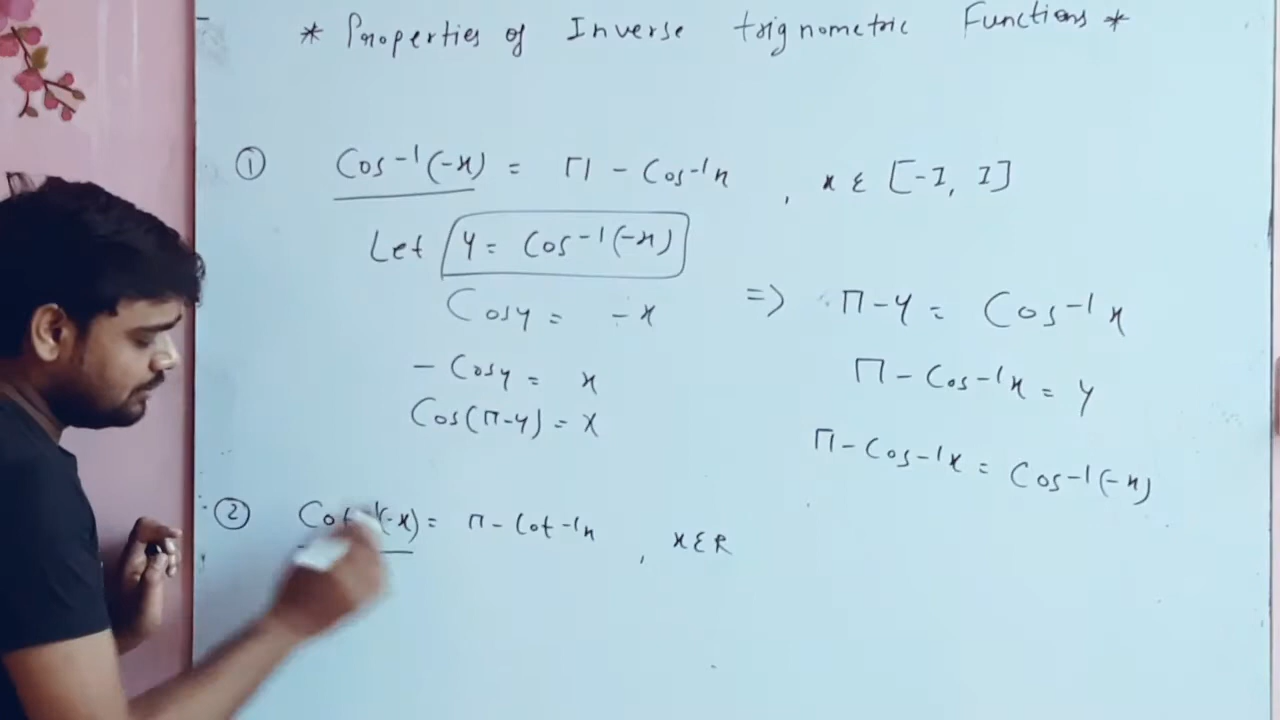 * Properties of Inverse trignometric Functions *
① Cos⁻¹(-x) = π - Cos⁻¹x , x ε [-1, 1]
Let y = Cos⁻¹(-x)
Cosy = -x
- Cosy = x
Cos(π-y) = x
=> π-y = Cos⁻¹x
π - Cos⁻¹x = y
π - Cos⁻¹x = Cos⁻¹(-x)
② Cot⁻¹(-x) = π - Cot⁻¹x , x ε R